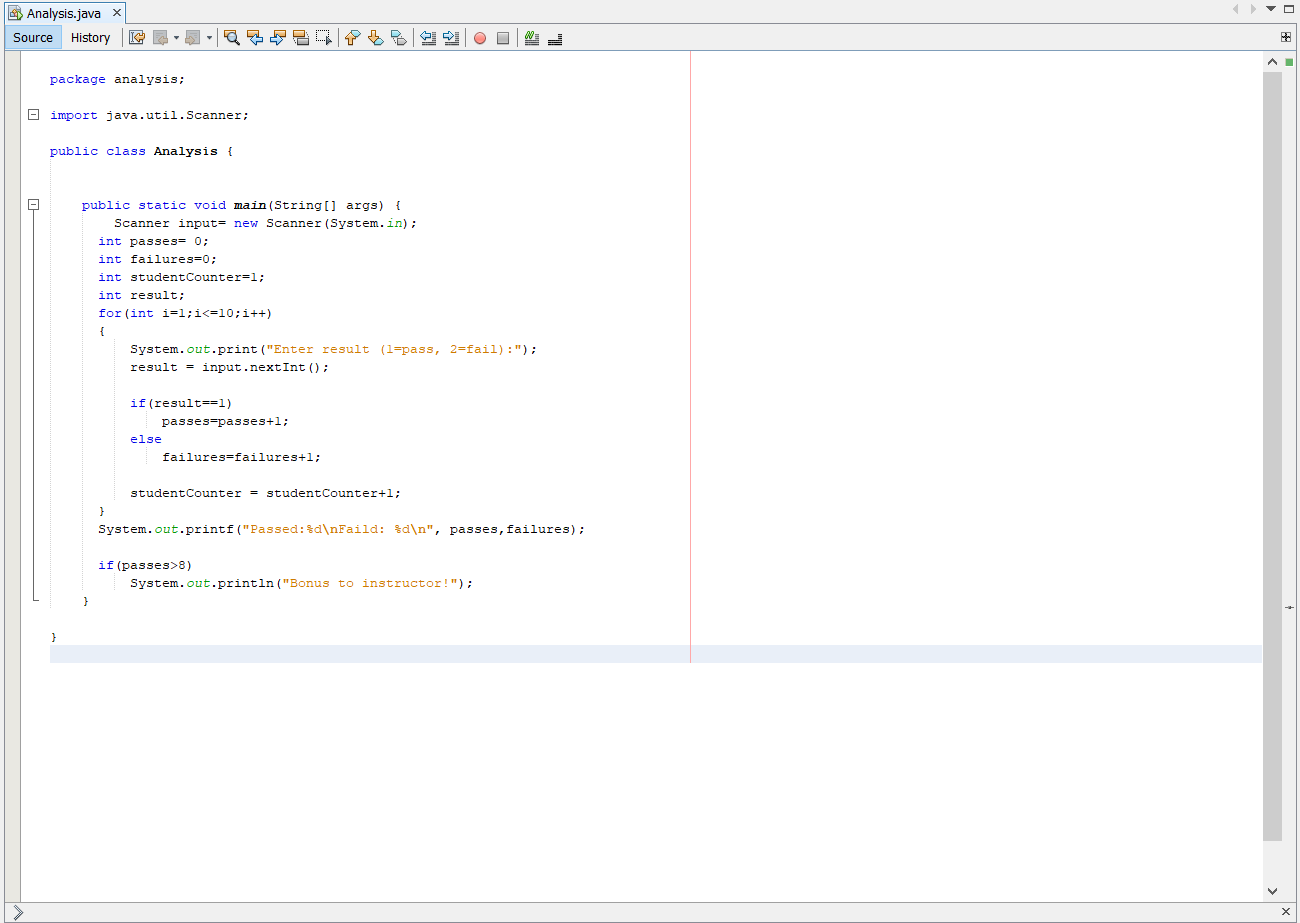 Analysis.java
Source History
package analysis;
import java.util.Scanner;
public class Analysis {
public static void main(String[] args) {
Scanner input= new Scanner(System.in);
int passes= 0;
int failures=0;
int studentCounter=1;
int result;
for(int i=1;i<=10;i++)
{
System.out.print("Enter result (1=pass, 2=fail):");
result = input.nextInt();
if(result==1)
passes=passes+1;
else
failures=failures+1;
studentCounter = studentCounter+1;
}
System.out.printf("Passed:%d\nFaild: %d\n", passes,failures);
if(passes>8)
System.out.println("Bonus to instructor!");
}
}